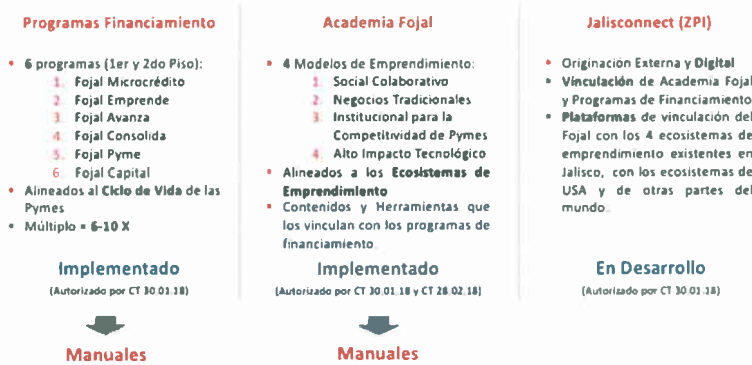 Programas Financiamiento
• 6 programas (1er y 2do Piso):
1. Fojal Microcrédito
2. Fojal Emprende
3. Fojal Avanza
4. Fojal Consolida
5. Fojal Pyme
6. Fojal Capital
• Alineados al Ciclo de Vida de las
Pymes
• Múltiplo = 6-10 X
Implementado
(Autorizado por CT 30.01.18)
Manuales
Academia Fojal
• 4 Modelos de Emprendimiento:
1. Social Colaborativo
2. Negocios Tradicionales
3. Institucional para la
Competitividad de Pymes
4. Alto Impacto Tecnológico
• Alineados a los Ecosistemas de
Emprendimiento
• Contenidos y Herramientas que
los vinculan con los programas de
financiamiento.
Implementado
(Autorizado por CT 30.01.18 y CT 28.02.18)
Manuales
Jalisconnect (ZPI)
• Originación Externa y Digital
• Vinculación de Academia Fojal
y Programas de Financiamiento
• Plataformas de vinculación del
Fojal con los 4 ecosistemas de
emprendimiento existentes en
Jalisco, con los ecosistemas de
USA y de otras partes del
mundo.
En Desarrollo
(Autorizado por CT 30.01.18)